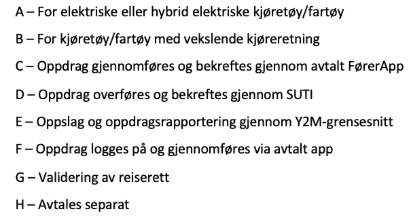 A – For elektriske eller hybrid elektriske kjøretøy/fartøy
B – For kjøretøy/fartøy med vekslende kjøreretning
C – Oppdrag gjennomføres og bekreftes gjennom avtalt FørerApp
D – Oppdrag overføres og bekreftes gjennom SUTI
E – Oppslag og oppdragsrapportering gjennom Y2M-grensesnitt
F – Oppdrag logges på og gjennomføres via avtalt app
G – Validering av reiserett
H – Avtales separat